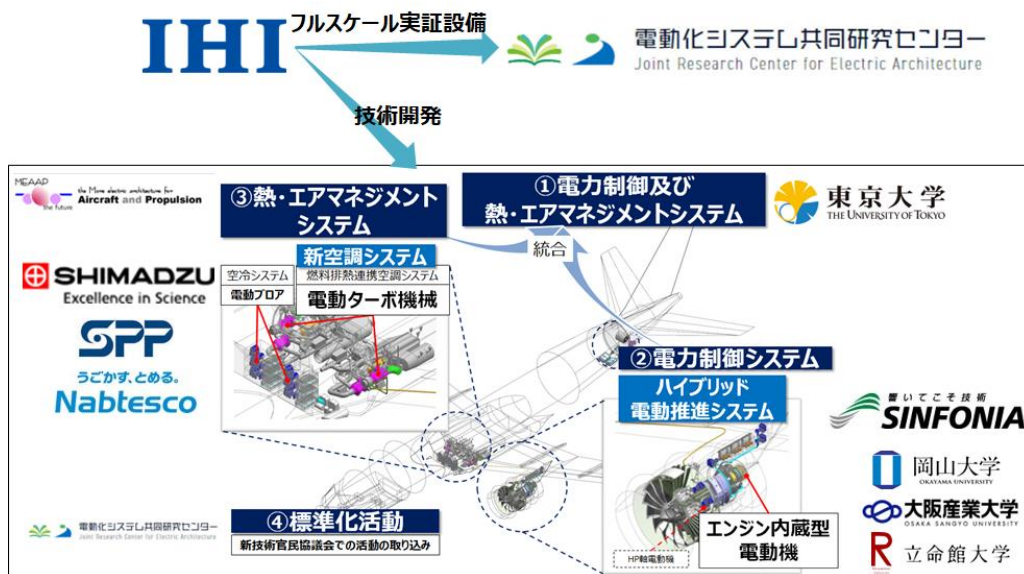 IHI
フルスケール実証設備
電動化システム共同研究センター
Joint Research Center for Electric Architecture
技術開発
MEAAP
the More electric architecture for
Aircraft and Propulsion
the future
③熱・エアマネジメント
システム
①電力制御及び
熱・エアマネジメントシステム
東京大学
THE UNIVERSITY OF TOKYO
統合
新空調システム
空冷システム
電動ブロア
燃料排熱連携空調システム
電動ターボ機械
SHIMADZU
Excellence in Science
SPP
うごかす、とめる。
Nabtesco
②電力制御システム
ハイブリッド
電動推進システム
響いてこそ技術
SINFONIA
岡山大学
OKAYAMA UNIVERSITY
大阪産業大学
OSAKA SANGYO UNIVERSITY
R 立命館大学
エンジン内蔵型
電動機
HP軸電動機
電動化システム共同研究センター
Joint Research Center for Electric Architecture
④標準化活動
新技術官民協議会での活動の取り込み